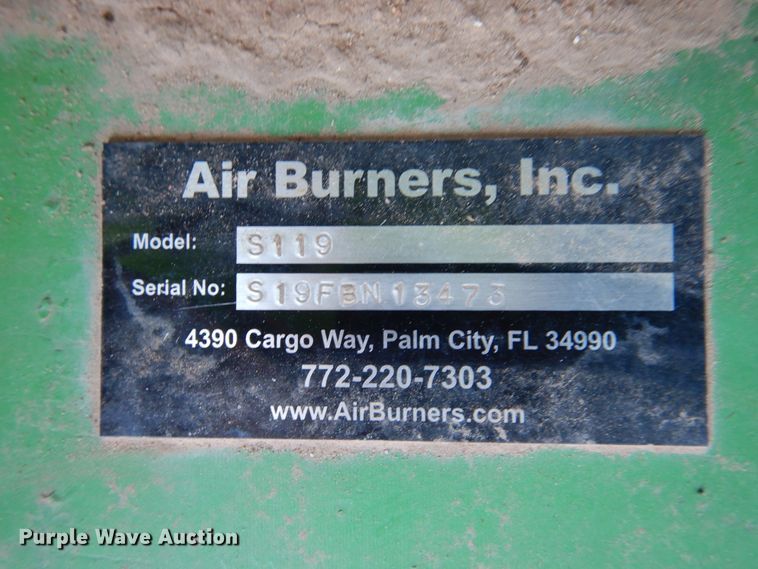 Air Burners, Inc.
Model: S119
Serial No: S19FBN13473
4390 Cargo Way, Palm City, FL 34990
772-220-7303
www.AirBurners.com
Purple Wave Auction